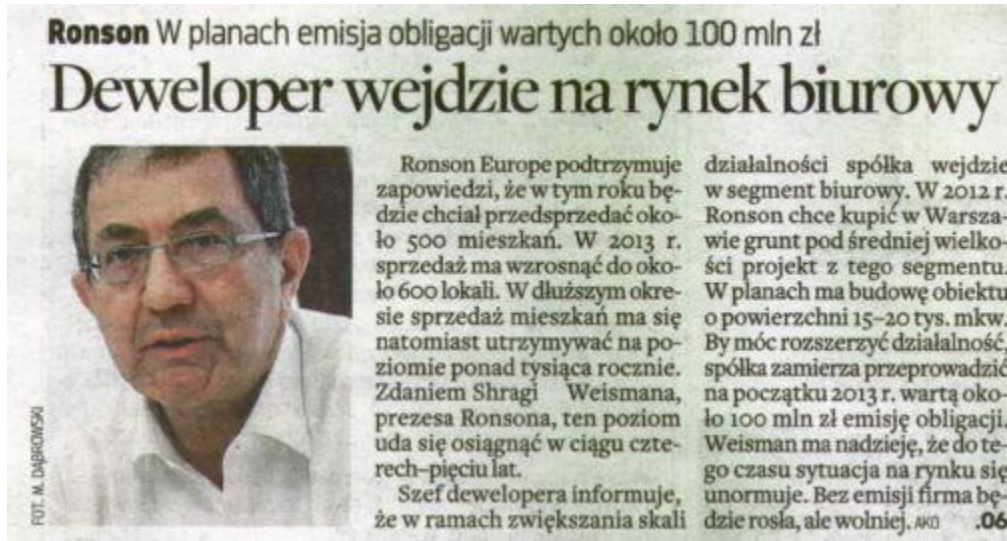 Ronson W planach emisja obligacji wartych około 100 mln zł
Deweloper wejdzie na rynek biurowy
FOT. M. DĄBROWSKI
Ronson Europe podtrzymuje
zapowiedzi, że w tym roku bę-
dzie chciał przedsprzedać oko-
ło 500 mieszkań. W 2013 r.
sprzedaż ma wzrosnąć do oko-
ło 600 lokali. W dłuższym okre-
sie sprzedaż mieszkań ma się
natomiast utrzymywać na po-
ziomie ponad tysiąca rocznie.
Zdaniem Shragi Weismana,
prezesa Ronsona, ten poziom
uda się osiągnąć w ciągu czte-
rech–pięciu lat.
Szef dewelopera informuje,
że w ramach zwiększania skali
działalności spółka wejdzie
w segment biurowy. W 2012 r.
Ronson chce kupić w Warsza-
wie grunt pod średniej wielko-
ści projekt z tego segmentu.
W planach ma budowę obiektu
o powierzchni 15–20 tys. mkw.
By móc rozszerzyć działalność,
spółka zamierza przeprowadzić
na początku 2013 r. wartą oko-
ło 100 mln zł emisję obligacji.
Weisman ma nadzieję, że do te-
go czasu sytuacja na rynku się
unormuje. Bez emisji firma bę-
dzie rosła, ale wolniej. AKO .06